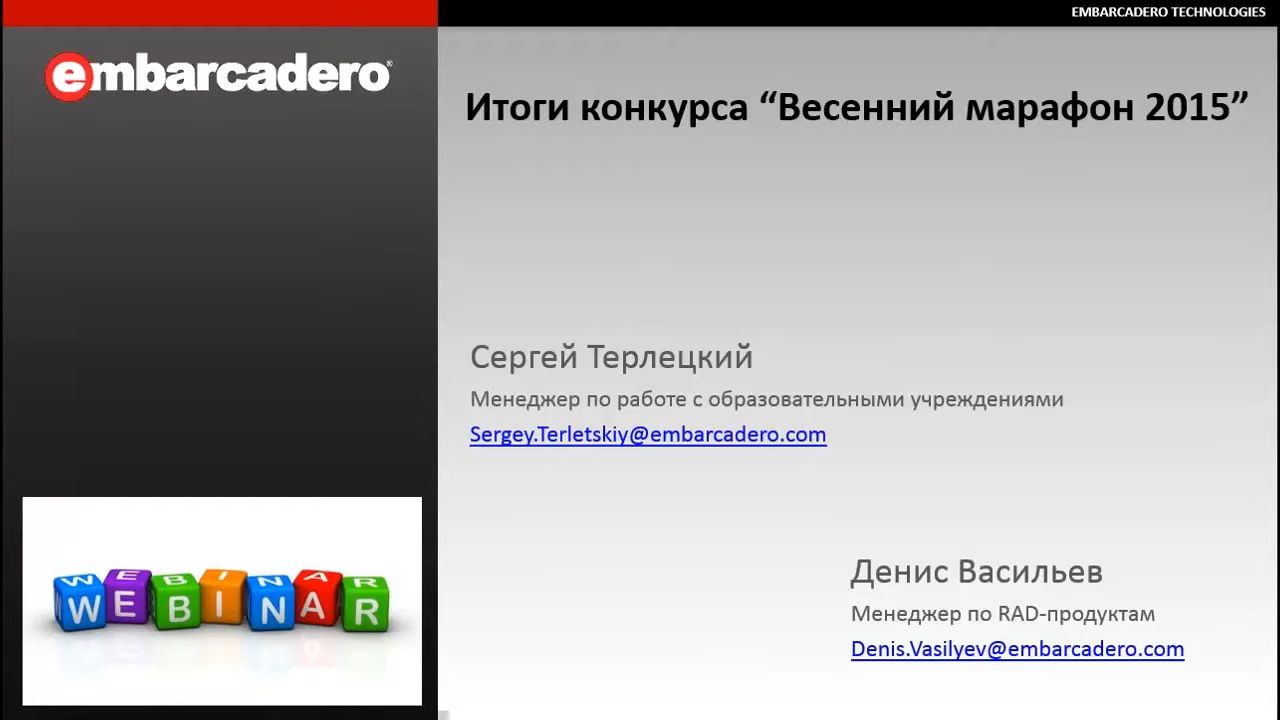 EMBARCADERO TECHNOLOGIES
embarcadero®
Итоги конкурса “Весенний марафон 2015”
Сергей Терлецкий
Менеджер по работе с образовательными учреждениями
Sergey.Terletskiy@embarcadero.com
WEBINAR
WEBINAR
Денис Васильев
Менеджер по RAD-продуктам
Denis.Vasilyev@embarcadero.com